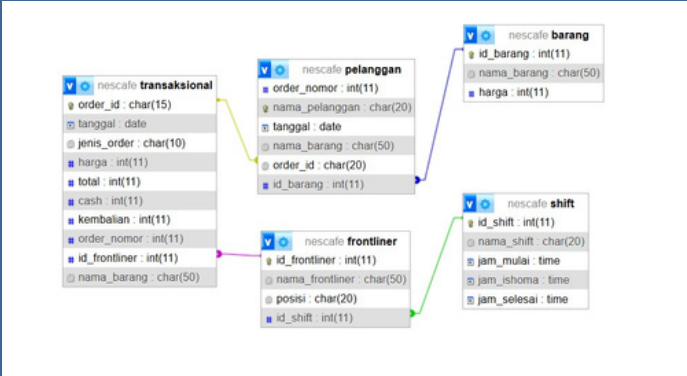 nescafe transaksional
order_id : char(15)
tanggal : date
jenis_order : char(10)
harga : int(11)
total : int(11)
cash : int(11)
kembalian : int(11)
order_nomor : int(11)
id_frontliner : int(11)
nama_barang : char(50)
nescafe pelanggan
order_nomor : int(11)
nama_pelanggan : char(20)
tanggal : date
nama_barang : char(50)
order_id : char(20)
id_barang : int(11)
nescafe frontliner
id_frontliner : int(11)
nama_frontliner : char(50)
posisi : char(20)
id_shift : int(11)
nescafe barang
id_barang : int(11)
nama_barang : char(50)
harga : int(11)
nescafe shift
id_shift : int(11)
nama_shift : char(20)
jam_mulai : time
jam_ishoma : time
jam_selesai : time